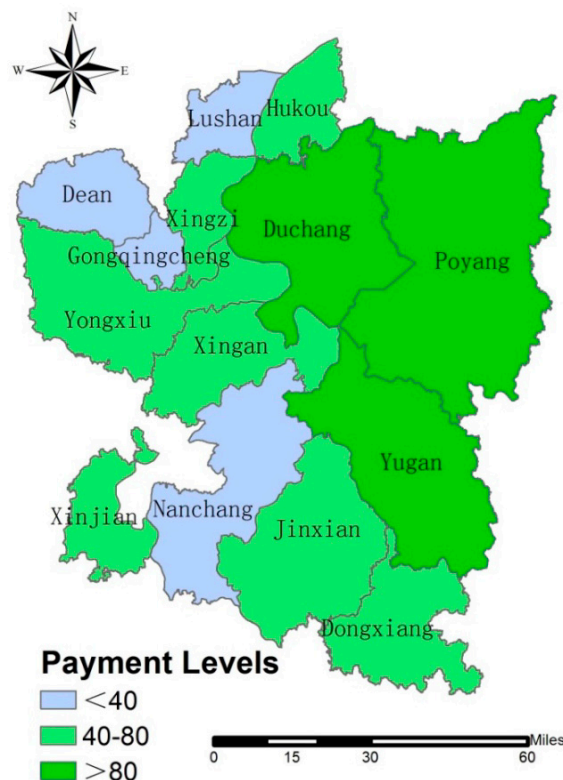 N
W E
S
Lushan
Hukou
Dean
Xingzi
Duchang
Gongqingcheng
Poyang
Yongxiu
Xingan
Yugan
Xinjian
Nanchang
Jinxian
Dongxiang
Payment Levels
<40
40-80
>80
Miles
0 15 30 60